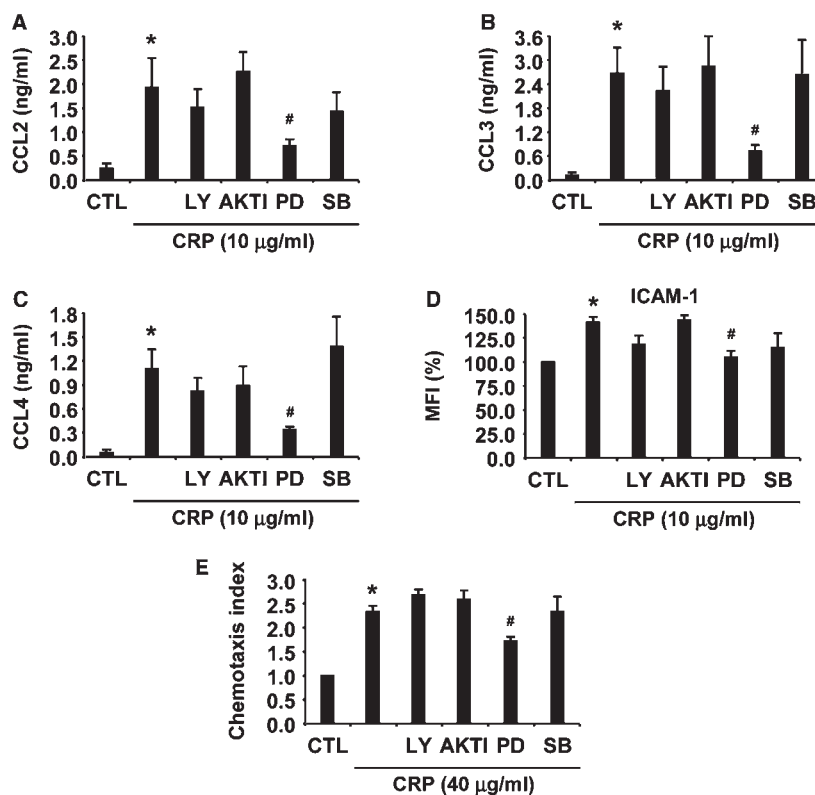 A
3.0
2.5
2.0
1.5
1.0
0.5
0.0
CCL2 (ng/ml)
*
#
CTL LY AKTI PD SB
CRP (10 µg/ml)
B
3.6
3.0
2.4
1.8
1.2
0.6
0.0
CCL3 (ng/ml)
*
#
CTL LY AKTI PD SB
CRP (10 µg/ml)
C
1.8
1.5
1.2
0.9
0.6
0.3
0.0
CCL4 (ng/ml)
*
#
CTL LY AKTI PD SB
CRP (10 µg/ml)
D
ICAM-1
150.0
125.0
100.0
75.0
50.0
25.0
0.0
MFI (%)
*
#
CTL LY AKTI PD SB
CRP (10 µg/ml)
E
3.0
2.5
2.0
1.5
1.0
0.5
0.0
Chemotaxis index
*
#
CTL LY AKTI PD SB
CRP (40 µg/ml)